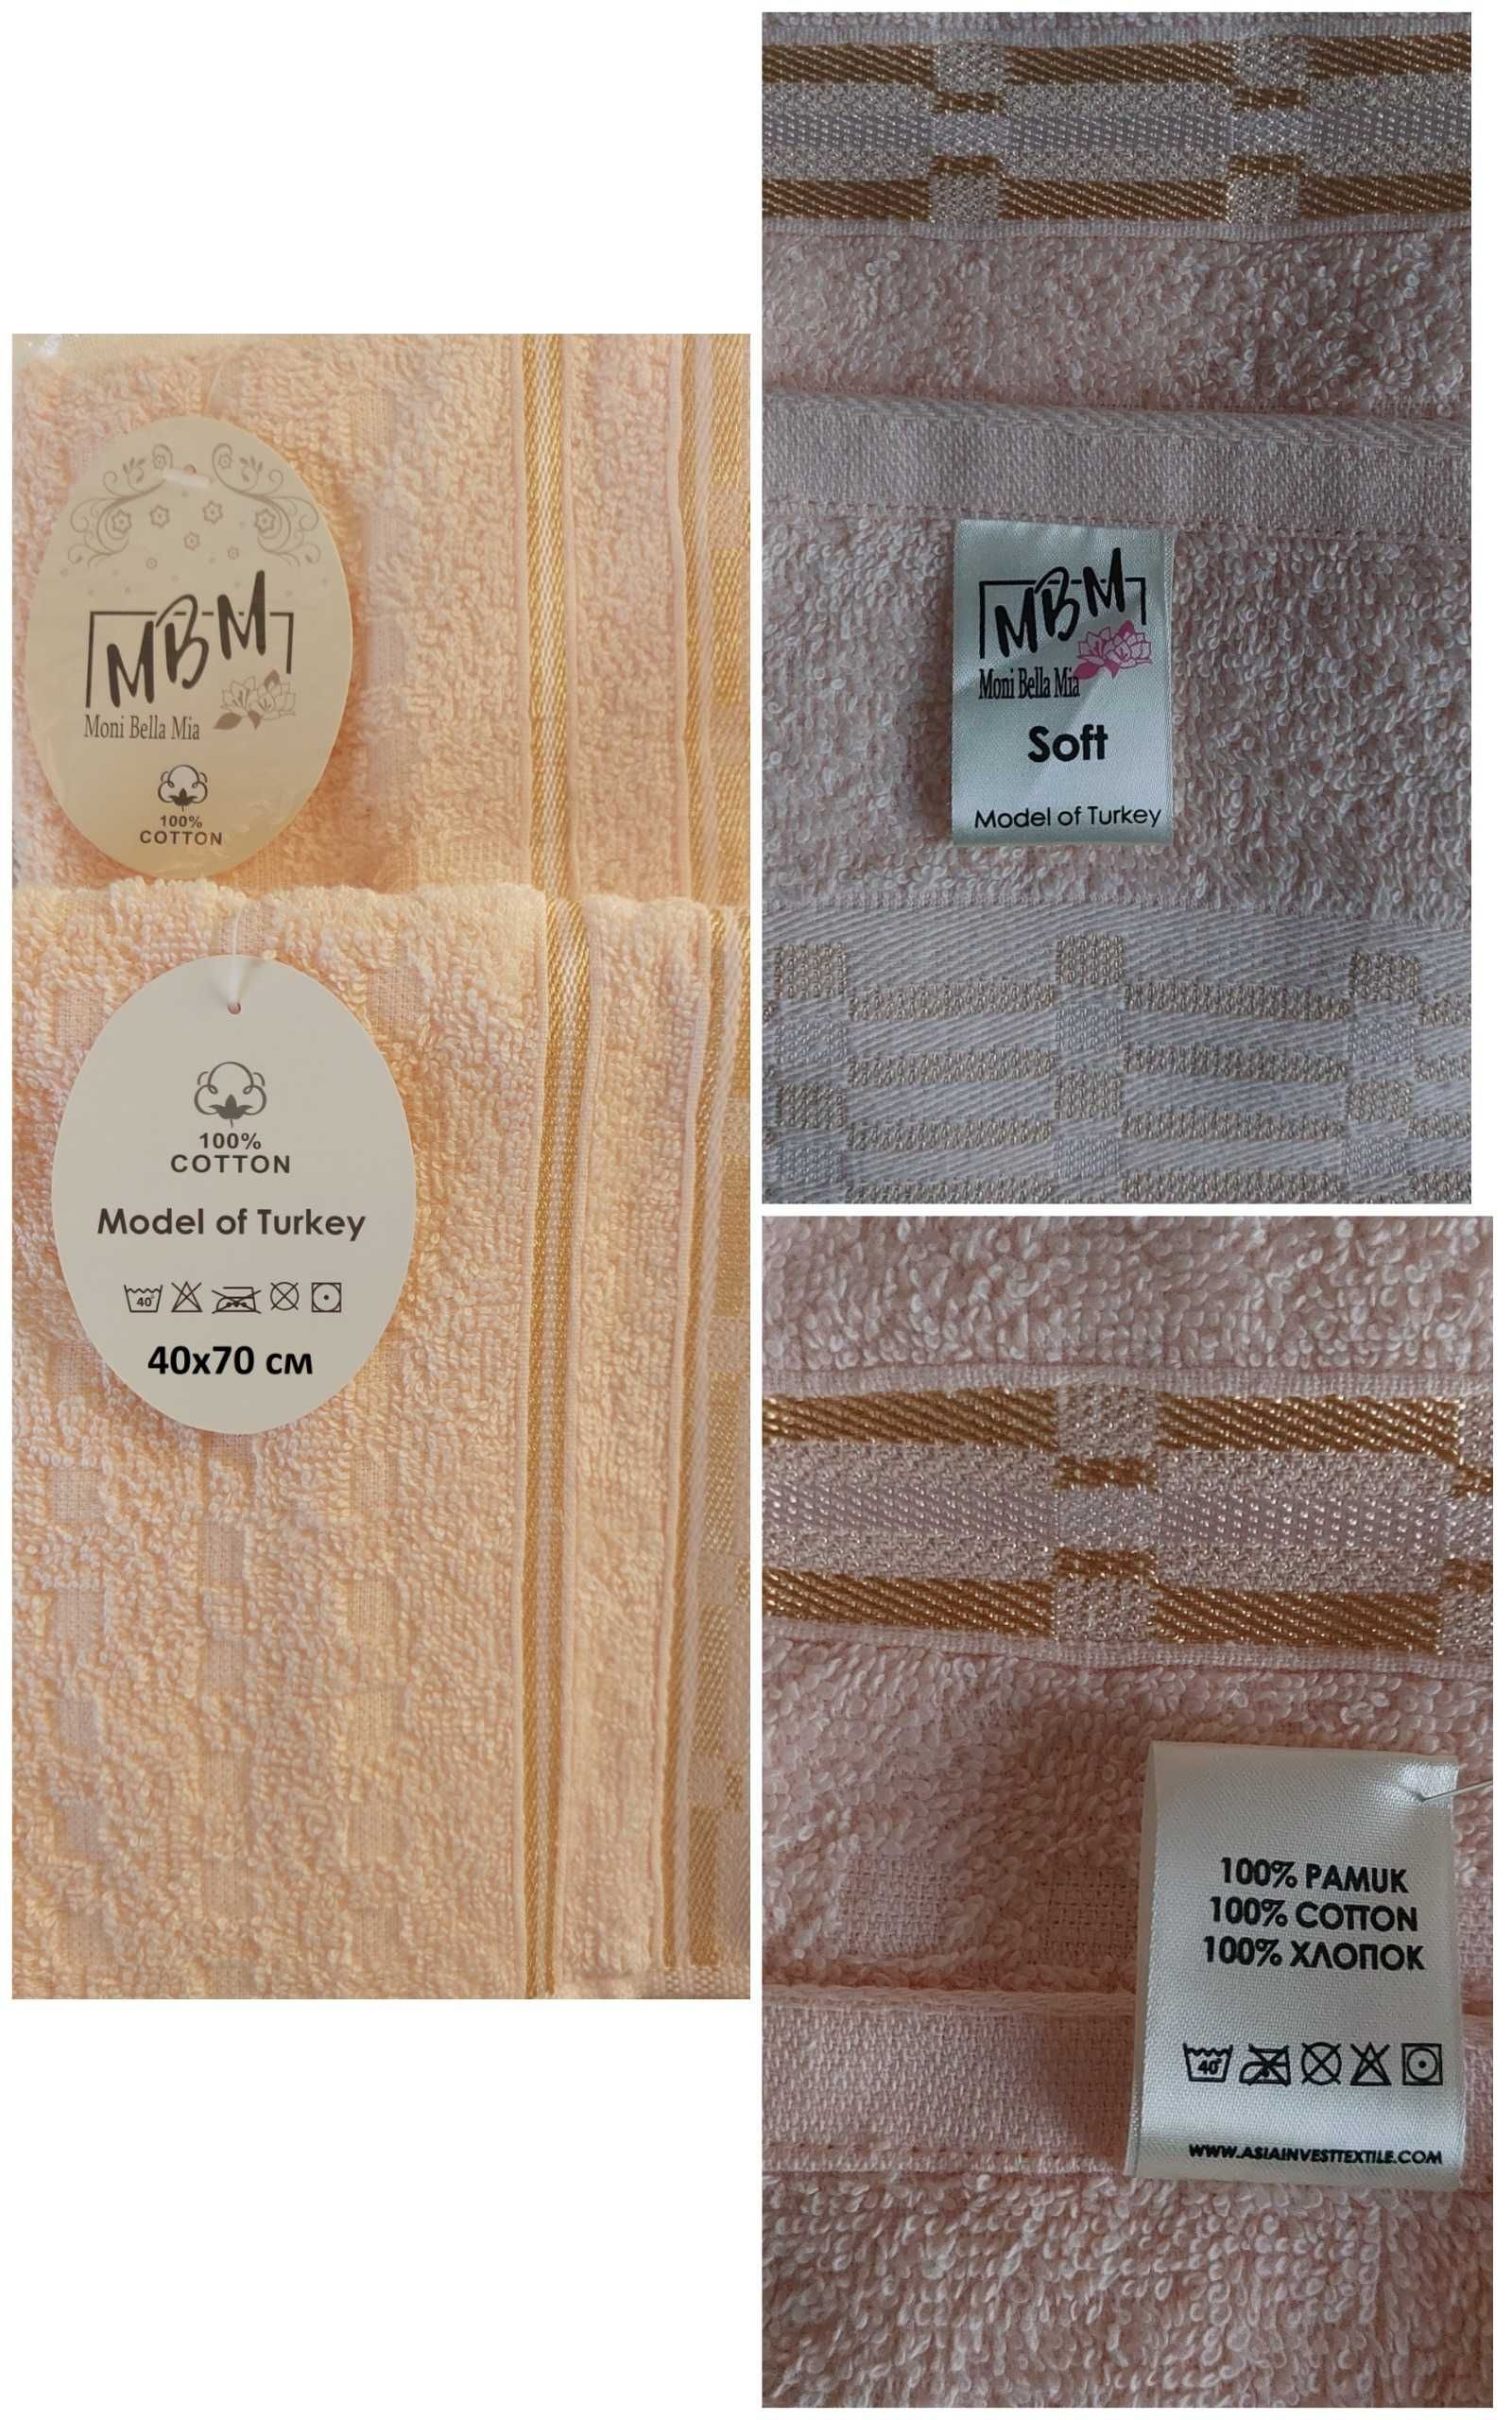 MBM
Moni Bella Mia
100%
COTTON
100%
COTTON
Model of Turkey
40
40x70 см
MBM
Moni Bella Mia
Soft
Model of Turkey
100% PAMUK
100% COTTON
100% ХЛОПОК
40°
WWW.ASIAINVESTTEXTILE.COM